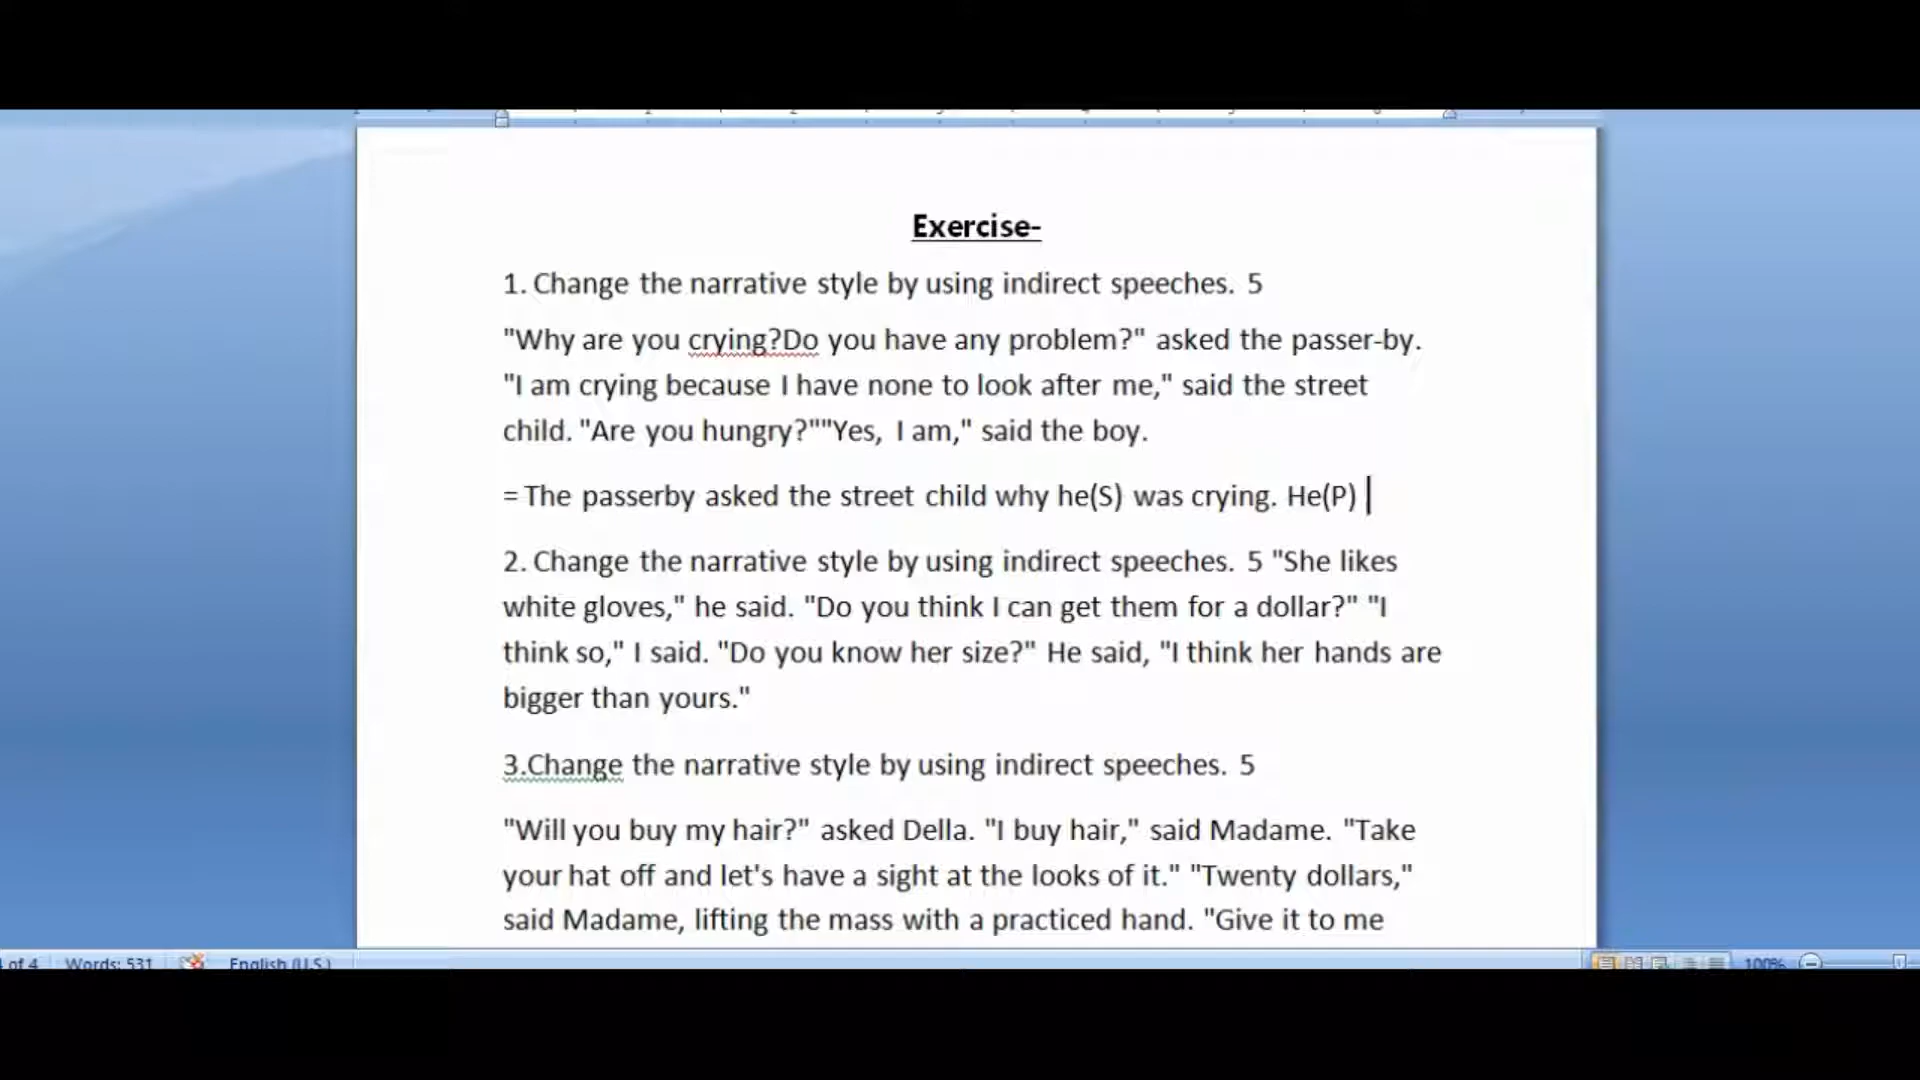 Exercise-
1. Change the narrative style by using indirect speeches. 5
"Why are you crying?Do you have any problem?" asked the passer-by.
"I am crying because I have none to look after me," said the street
child. "Are you hungry?""Yes, I am," said the boy.
= The passerby asked the street child why he(S) was crying. He(P)
2. Change the narrative style by using indirect speeches. 5 "She likes
white gloves," he said. "Do you think I can get them for a dollar?" "I
think so," I said. "Do you know her size?" He said, "I think her hands are
bigger than yours."
3.Change the narrative style by using indirect speeches. 5
"Will you buy my hair?" asked Della. "I buy hair," said Madame. "Take
your hat off and let's have a sight at the looks of it." "Twenty dollars,"
said Madame, lifting the mass with a practiced hand. "Give it to me
of 4 Words: 531 English (U.S.) 100%